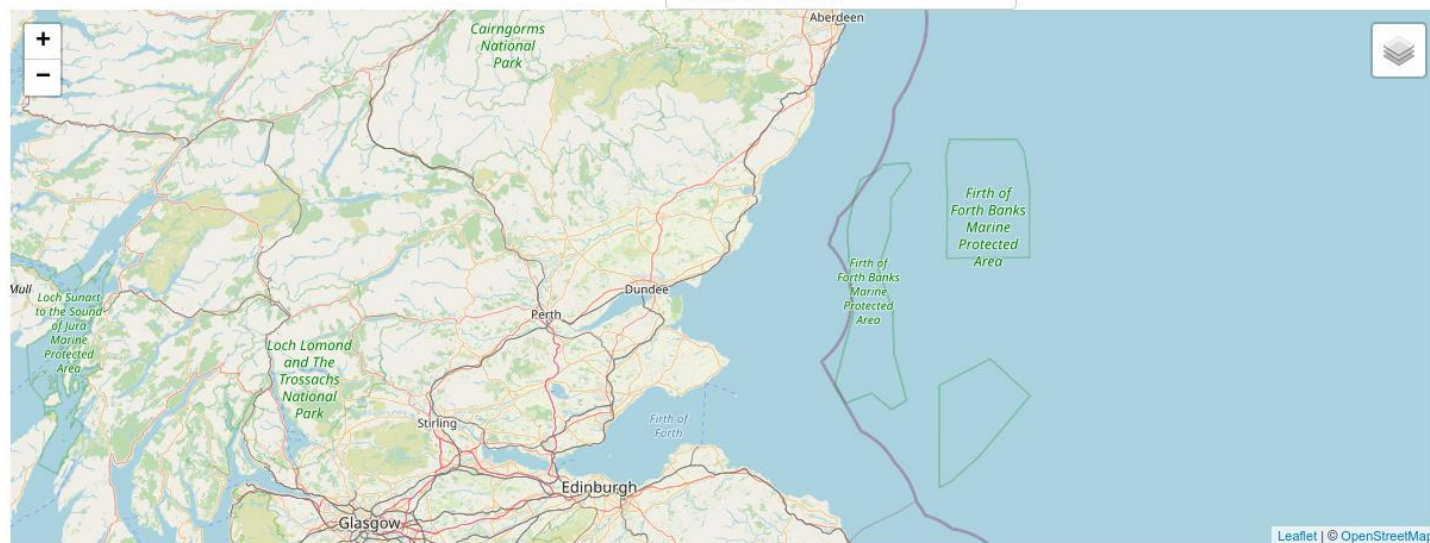 Aberdeen
+
−
Cairngorms
National
Park
Firth of
Forth Banks
Marine
Protected
Area
Firth of
Forth Banks
Marine
Protected
Area
Mull
Loch Sunart
to the Sound
of Jura
Marine
Protected
Area
Dundee
Perth
Loch Lomond
and The
Trossachs
National
Park
Stirling
Firth of
Forth
Edinburgh
Glasgow
Leaflet | © OpenStreetMap